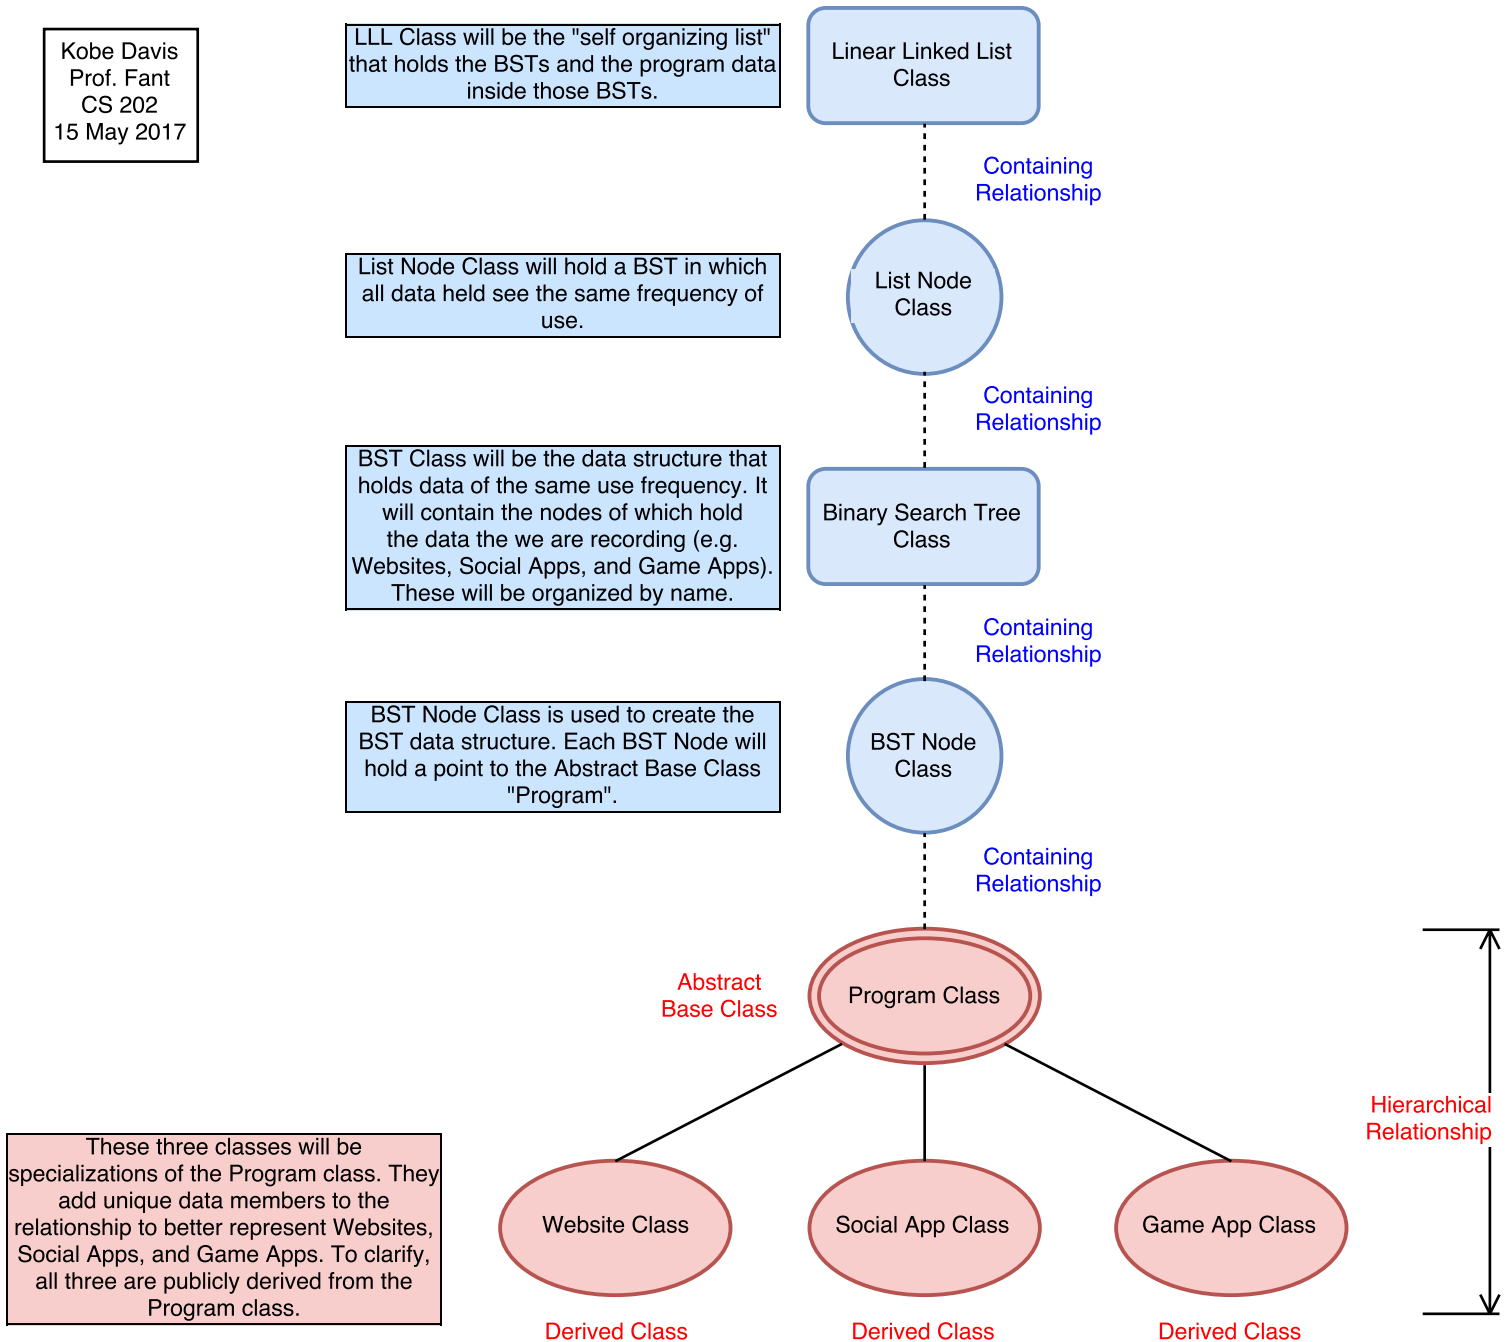 Kobe Davis
Prof. Fant
CS 202
15 May 2017
LLL Class will be the "self organizing list"
that holds the BSTs and the program data
inside those BSTs.
Linear Linked List
Class
Containing
Relationship
List Node Class will hold a BST in which
all data held see the same frequency of
use.
List Node
Class
Containing
Relationship
BST Class will be the data structure that
holds data of the same use frequency. It
will contain the nodes of which hold
the data the we are recording (e.g.
Websites, Social Apps, and Game Apps).
These will be organized by name.
Binary Search Tree
Class
Containing
Relationship
BST Node Class is used to create the
BST data structure. Each BST Node will
hold a point to the Abstract Base Class
"Program".
BST Node
Class
Containing
Relationship
Abstract
Base Class
Program Class
Hierarchical
Relationship
These three classes will be
specializations of the Program class. They
add unique data members to the
relationship to better represent Websites,
Social Apps, and Game Apps. To clarify,
all three are publicly derived from the
Program class.
Website Class
Social App Class
Game App Class
Derived Class
Derived Class
Derived Class